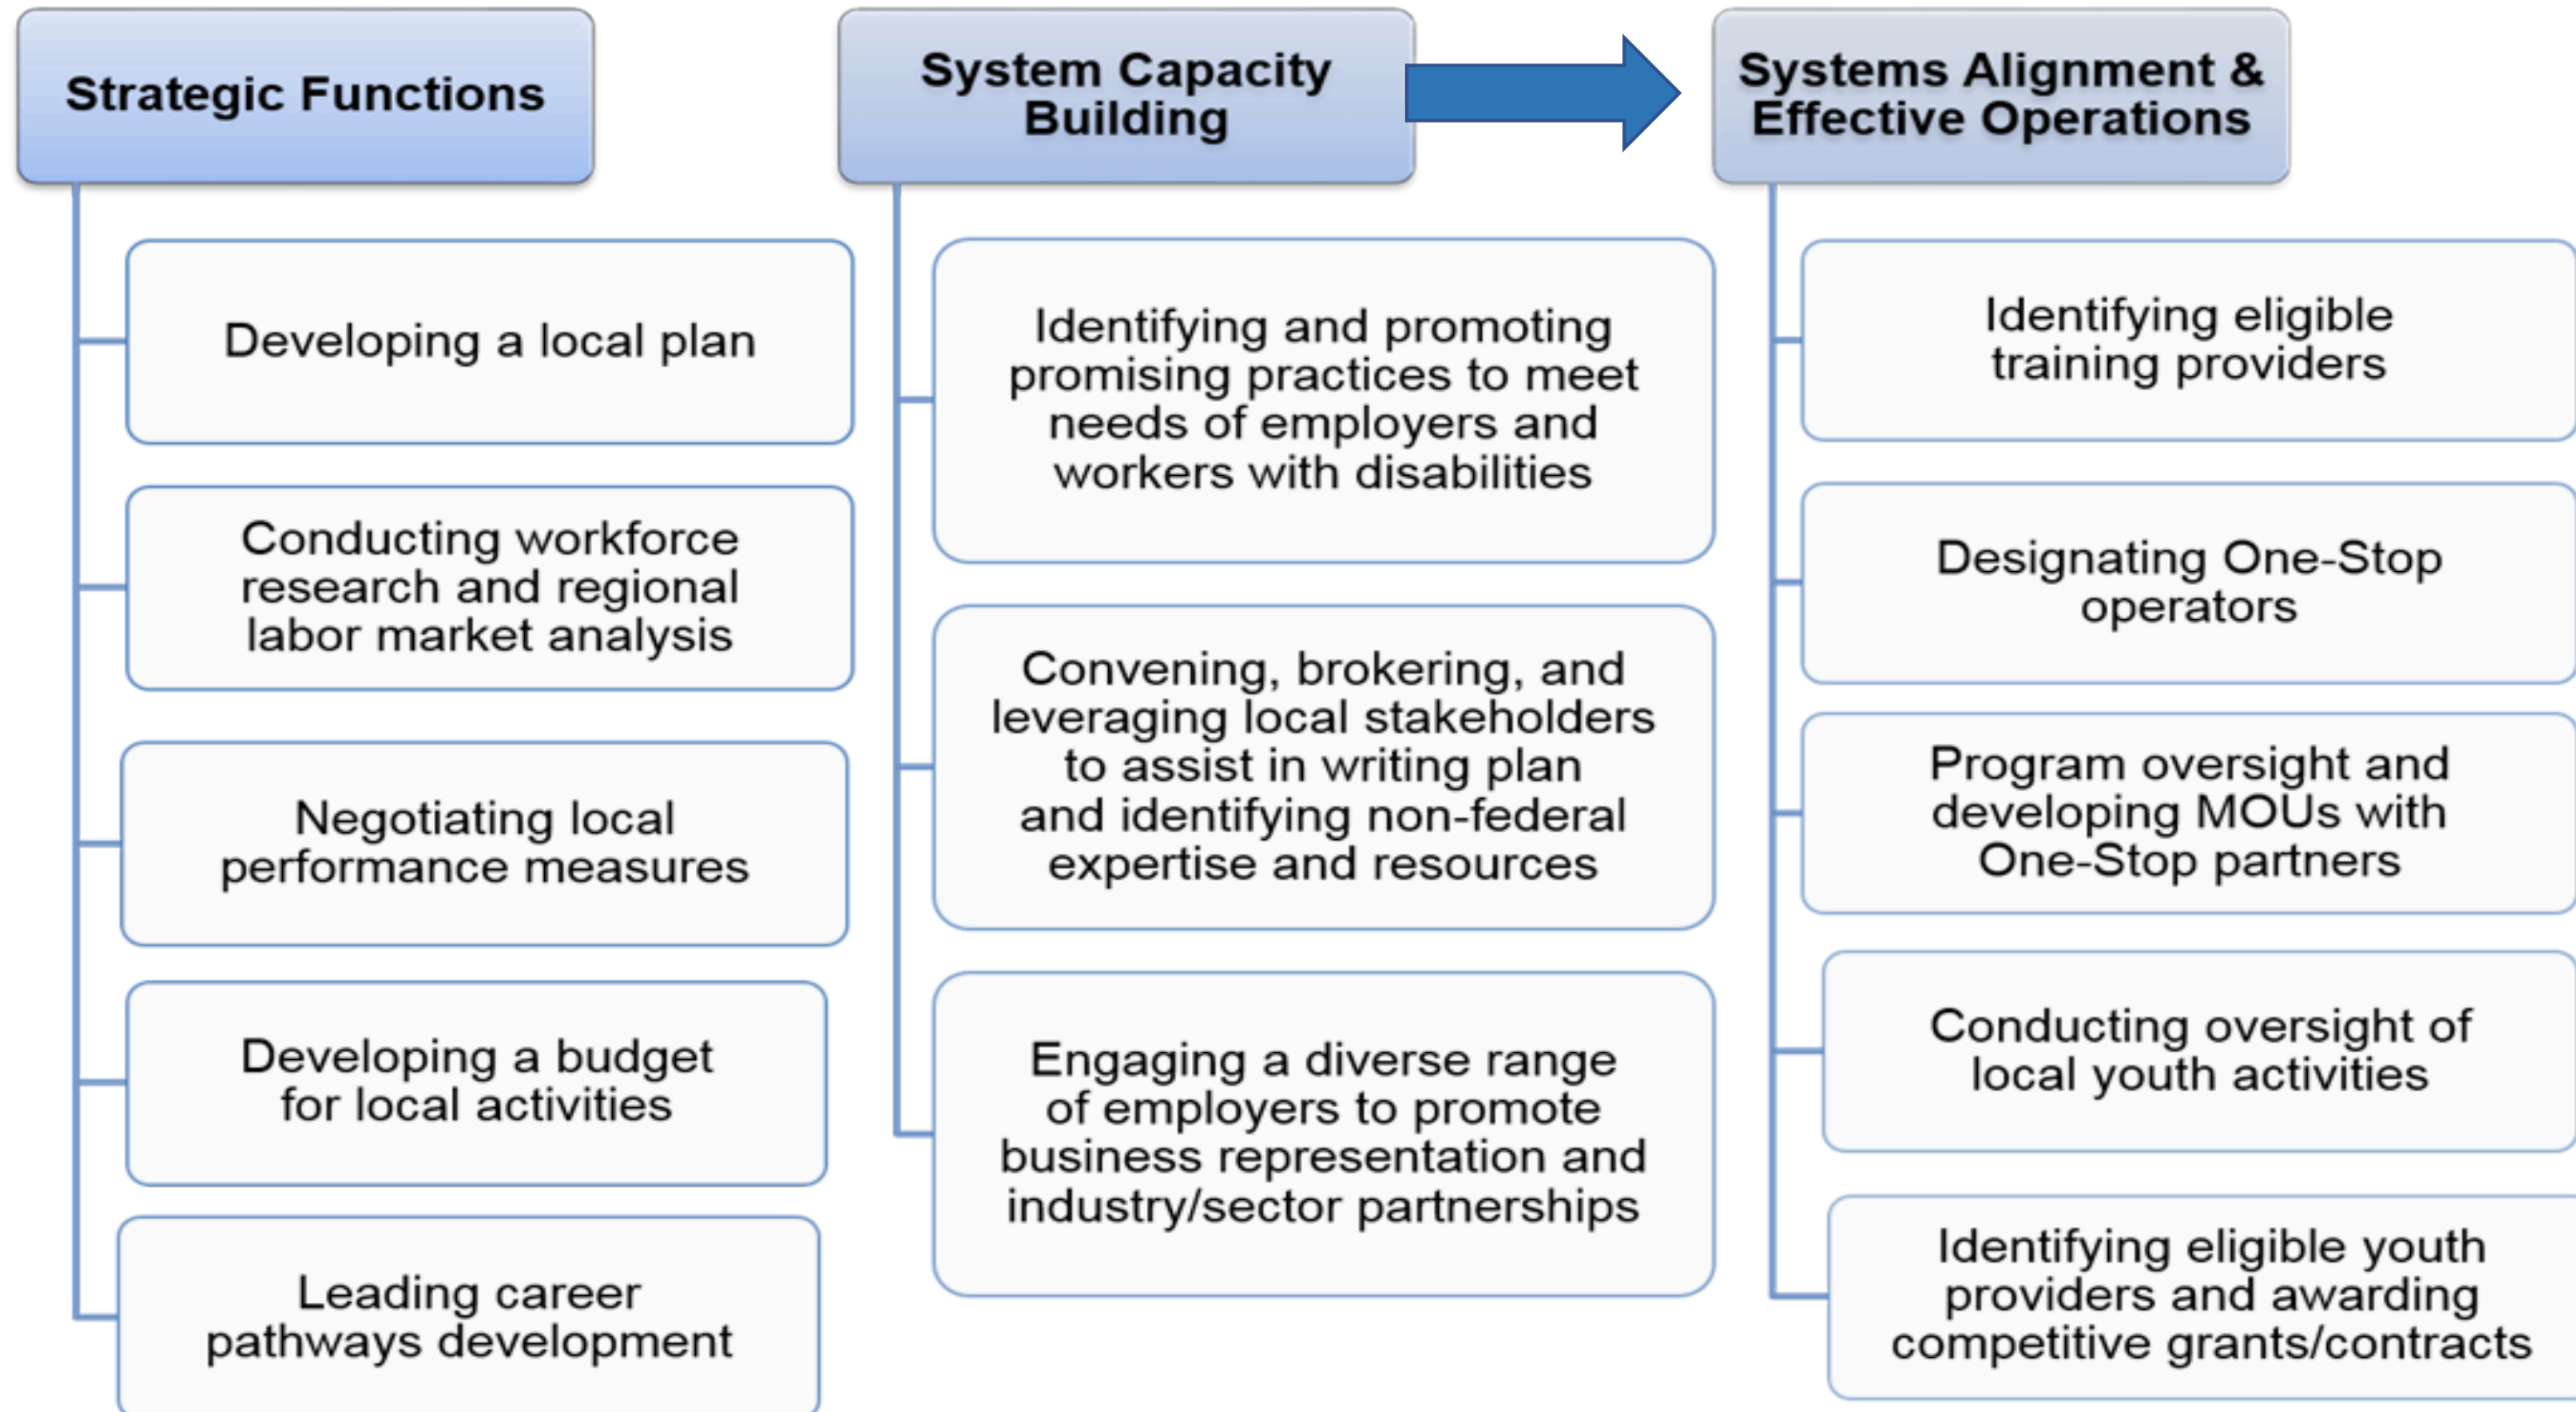 Strategic Functions
Developing a local plan
Conducting workforce
research and regional
labor market analysis
Negotiating local
performance measures
Developing a budget
for local activities
Leading career
pathways development
System Capacity
Building
Identifying and promoting
promising practices to meet
needs of employers and
workers with disabilities
Convening, brokering, and
leveraging local stakeholders
to assist in writing plan
and identifying non-federal
expertise and resources
Engaging a diverse range
of employers to promote
business representation and
industry/sector partnerships
Systems Alignment &
Effective Operations
Identifying eligible
training providers
Designating One-Stop
operators
Program oversight and
developing MOUs with
One-Stop partners
Conducting oversight of
local youth activities
Identifying eligible youth
providers and awarding
competitive grants/contracts